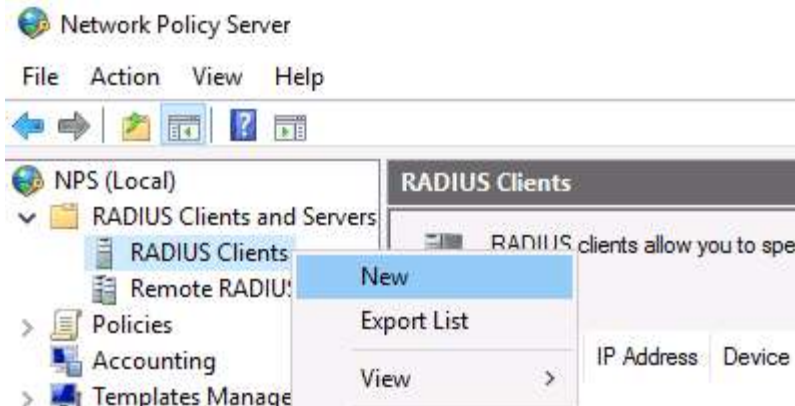 Network Policy Server
File Action View Help
NPS (Local)
RADIUS Clients and Servers
RADIUS Clients
Remote RADIU
Policies
Accounting
Templates Manage
New
Export List
View
RADIUS Clients
RADIUS clients allow you to spe
IP Address Device